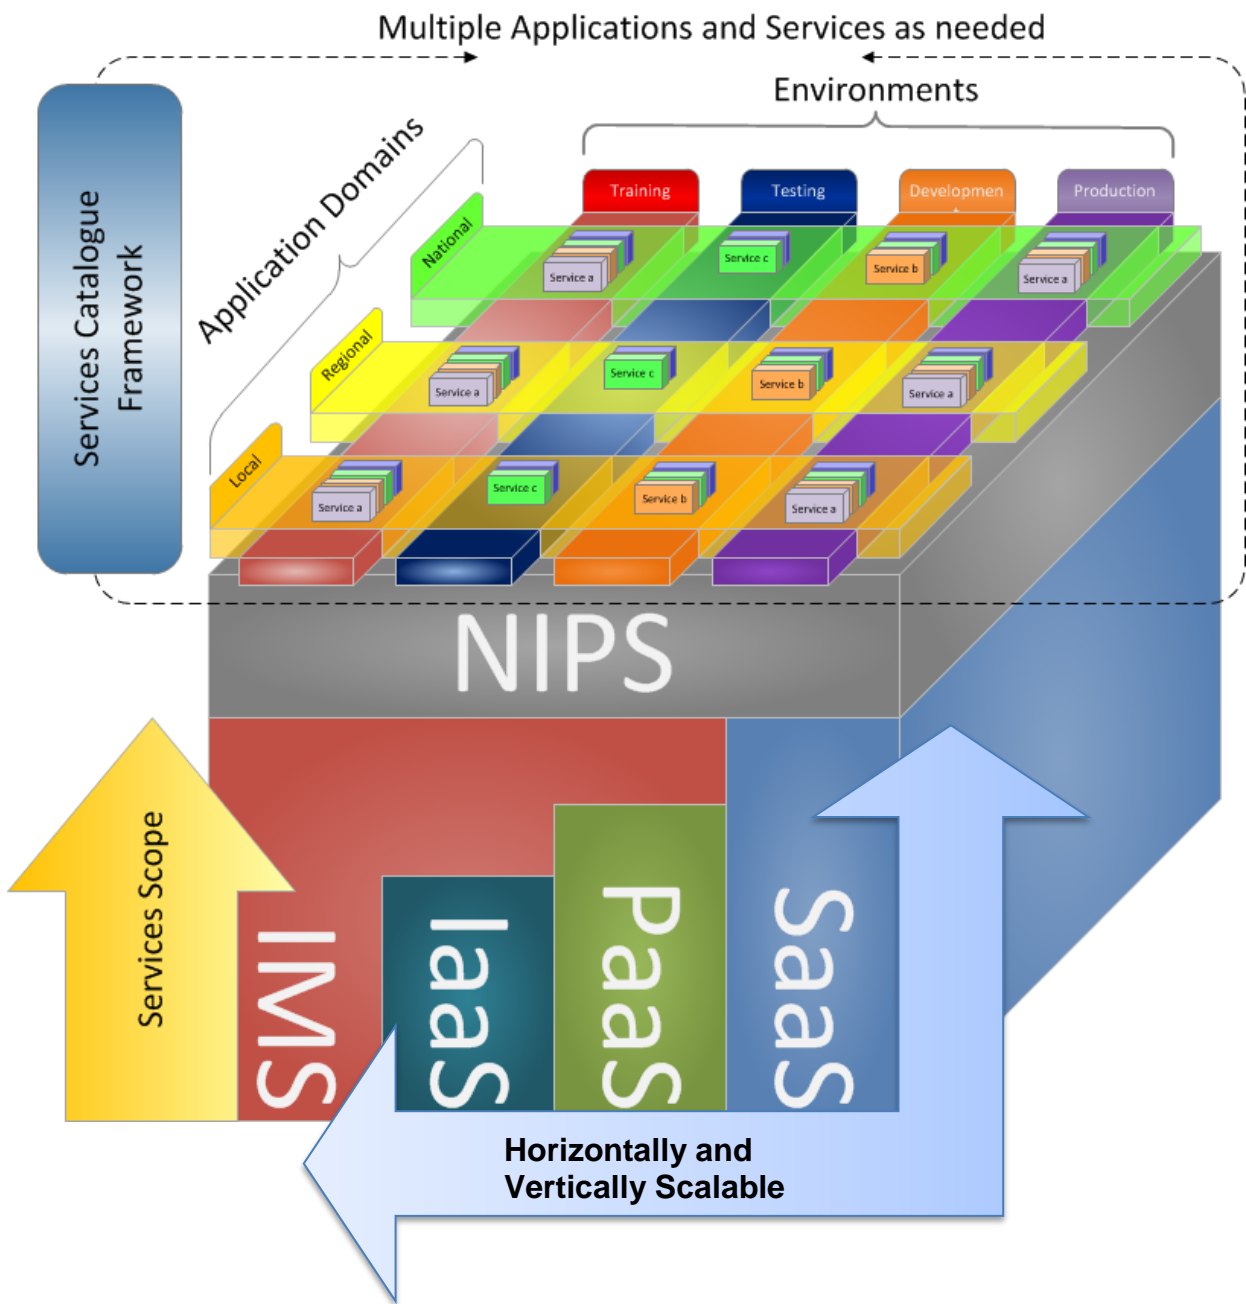 Multiple Applications and Services as needed
Environments
Application Domains
Services Catalogue
Framework
Training
Testing
Developmen
Production
National
Service a
Service c
Service b
Service a
Regional
Service a
Service c
Service b
Service a
Local
Service a
Service c
Service b
Service a
NIPS
Services Scope
IMS
IaaS
PaaS
SaaS
Horizontally and
Vertically Scalable